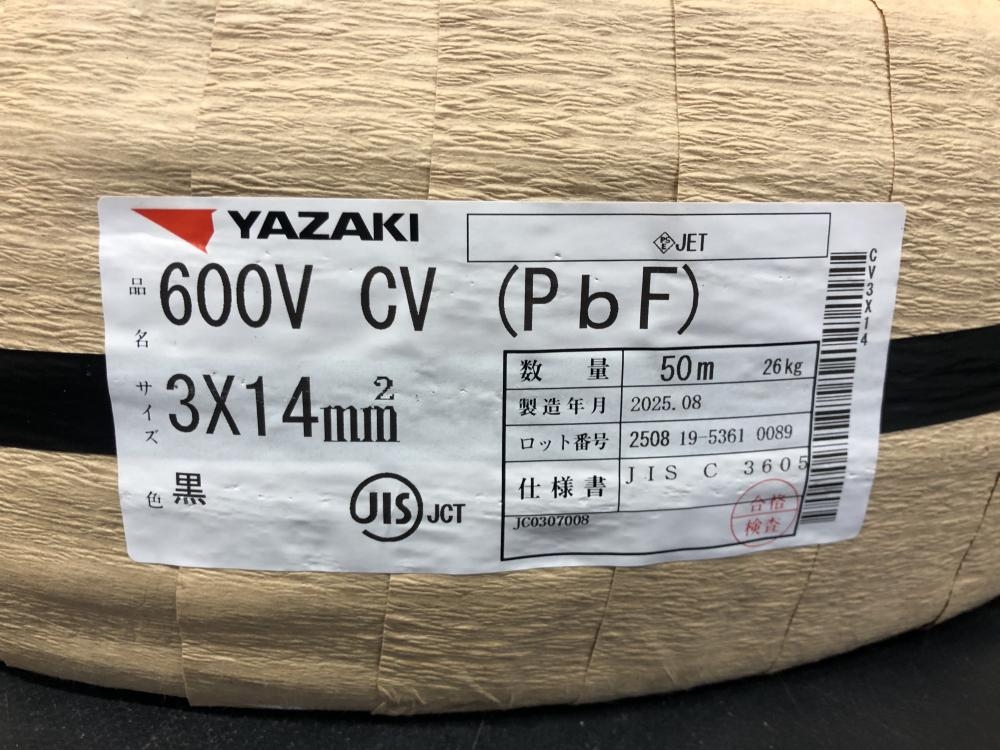 YAZAKI
PSE JET
品名 600V CV (PbF)
サイズ 3X14mm²
色 黒
JIS JCT
数量 50m 26kg
製造年月 2025.08
ロット番号 2508 19-5361 0089
仕様書 JIS C 3605
JC0307008
合格
検査
CV3X14